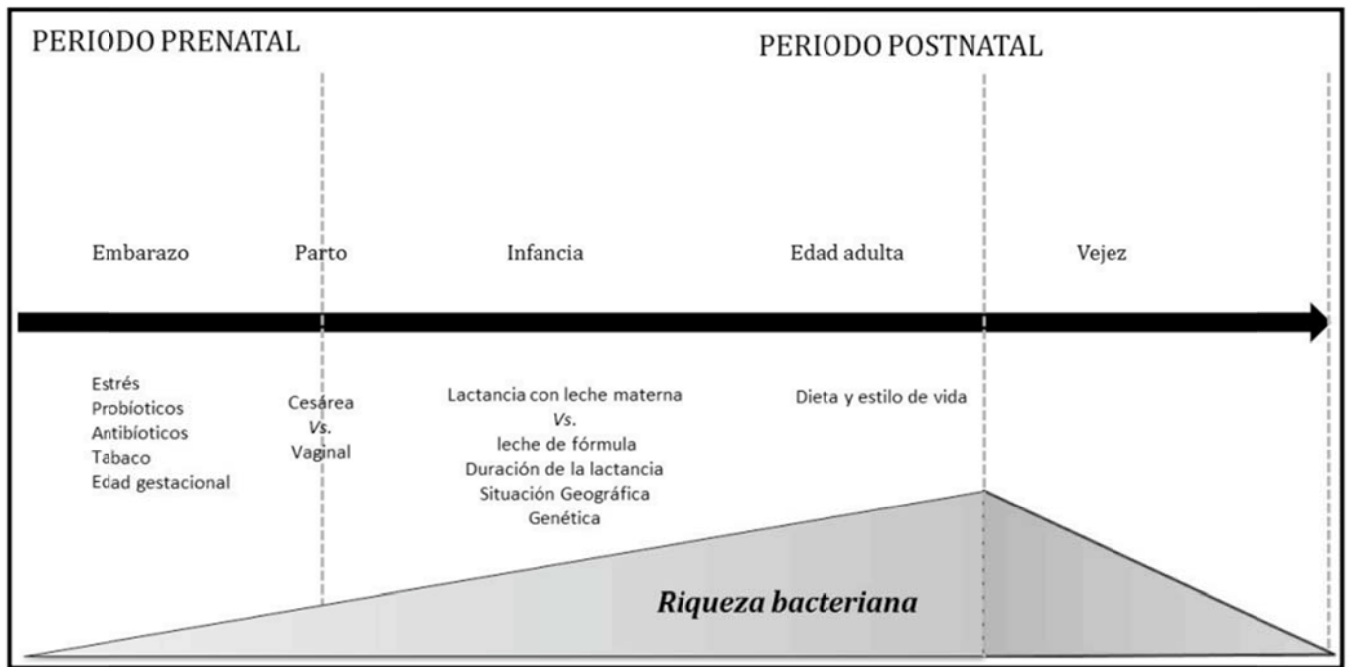 PERIODO PRENATAL
PERIODO POSTNATAL
Embarazo
Parto
Infancia
Edad adulta
Vejez
Estrés
Probíoticos
Antibíoticos
Tabaco
Edad gestacional
Cesárea
Vs.
Vaginal
Lactancia con leche materna
Vs.
leche de fórmula
Duración de la lactancia
Situación Geográfica
Genética
Dieta y estilo de vida
Riqueza bacteriana